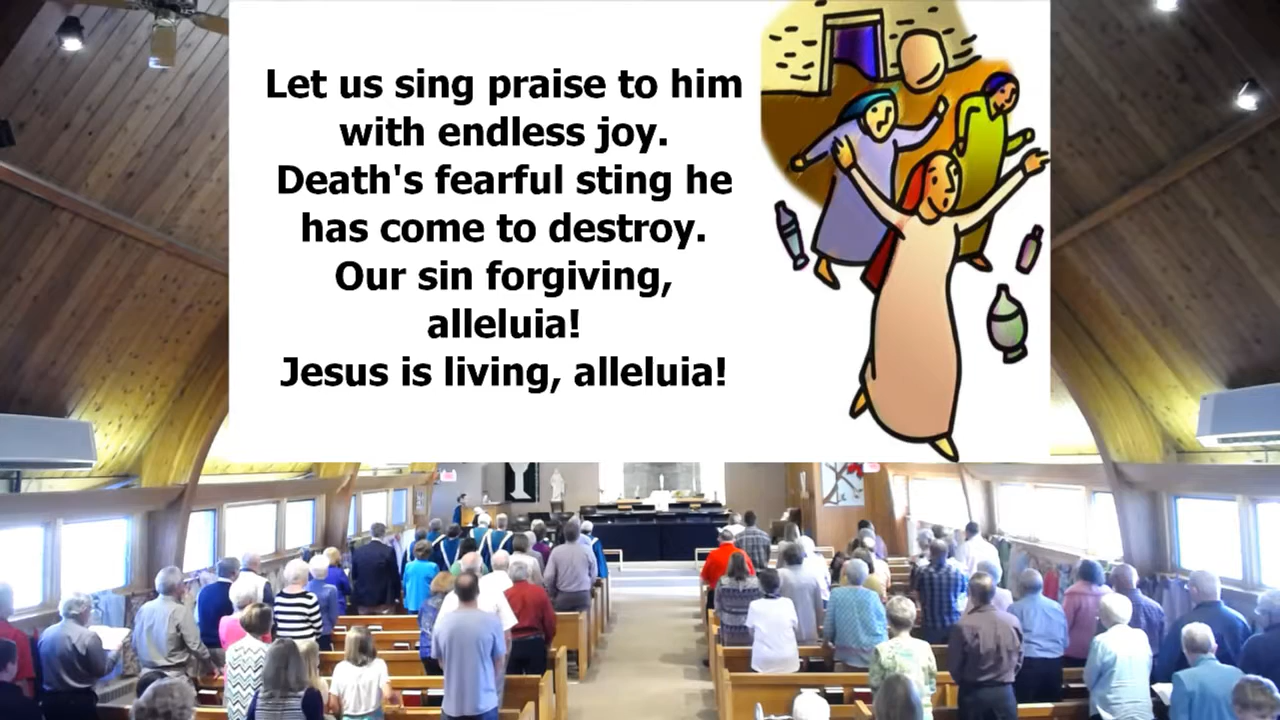 Let us sing praise to him
with endless joy.
Death's fearful sting he
has come to destroy.
Our sin forgiving,
alleluia!
Jesus is living, alleluia!